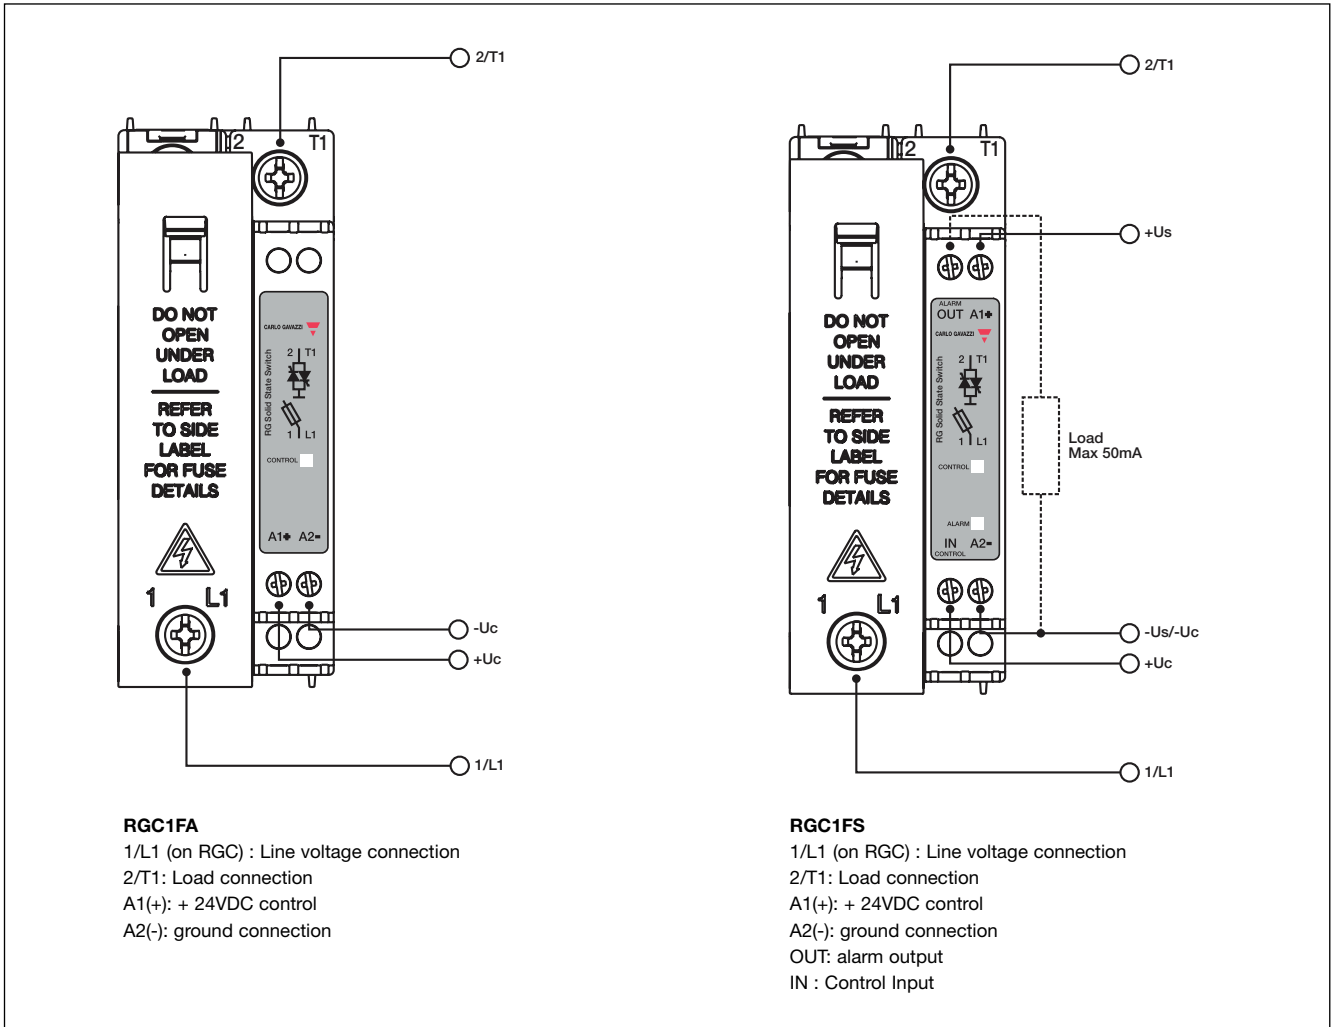 2/T1
2 T1
DO NOT
OPEN
UNDER
LOAD
REFER
TO SIDE
LABEL
FOR FUSE
DETAILS
1 L1
CARLO GAVAZZI
RG Solid State Switch
2 T1
1 L1
CONTROL
A1+ A2-
-Uc
+Uc
1/L1
RGC1FA
1/L1 (on RGC) : Line voltage connection
2/T1: Load connection
A1(+): + 24VDC control
A2(-): ground connection
2/T1
2 T1
+Us
DO NOT
OPEN
UNDER
LOAD
REFER
TO SIDE
LABEL
FOR FUSE
DETAILS
1 L1
ALARM
OUT A1+
CARLO GAVAZZI
RG Solid State Switch
2 T1
1 L1
CONTROL
ALARM
IN A2-
CONTROL
Load
Max 50mA
-Us/-Uc
+Uc
1/L1
RGC1FS
1/L1 (on RGC) : Line voltage connection
2/T1: Load connection
A1(+): + 24VDC control
A2(-): ground connection
OUT: alarm output
IN : Control Input